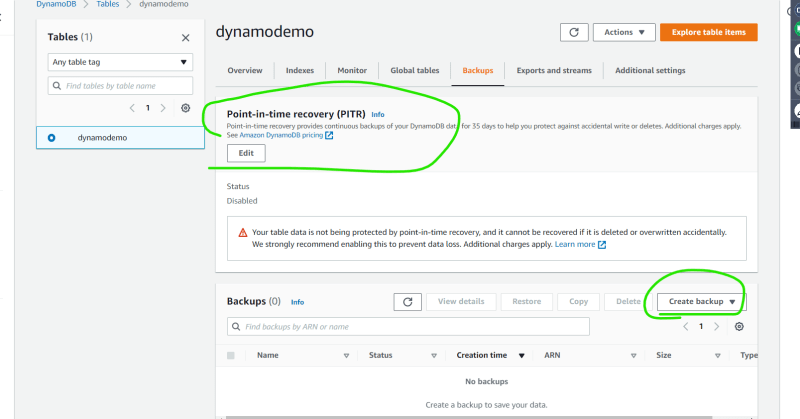 DynamoDB > Tables > dynamodemo
Tables (1)
Any table tag
Find tables by table name
1
dynamodemo
dynamodemo
Actions
Explore table items
Overview
Indexes
Monitor
Global tables
Backups
Exports and streams
Additional settings
Point-in-time recovery (PITR) Info
Point-in-time recovery provides continuous backups of your DynamoDB data for 35 days to help you protect against accidental write or deletes. Additional charges apply.
See Amazon DynamoDB pricing
Edit
Status
Disabled
Your table data is not being protected by point-in-time recovery, and it cannot be recovered if it is deleted or overwritten accidentally.
We strongly recommend enabling this to prevent data loss. Additional charges apply. Learn more
Backups (0) Info
View details
Restore
Copy
Delete
Create backup
Find backups by ARN or name
1
Name
Status
Creation time
ARN
Size
Type
No backups
Create a backup to save your data.